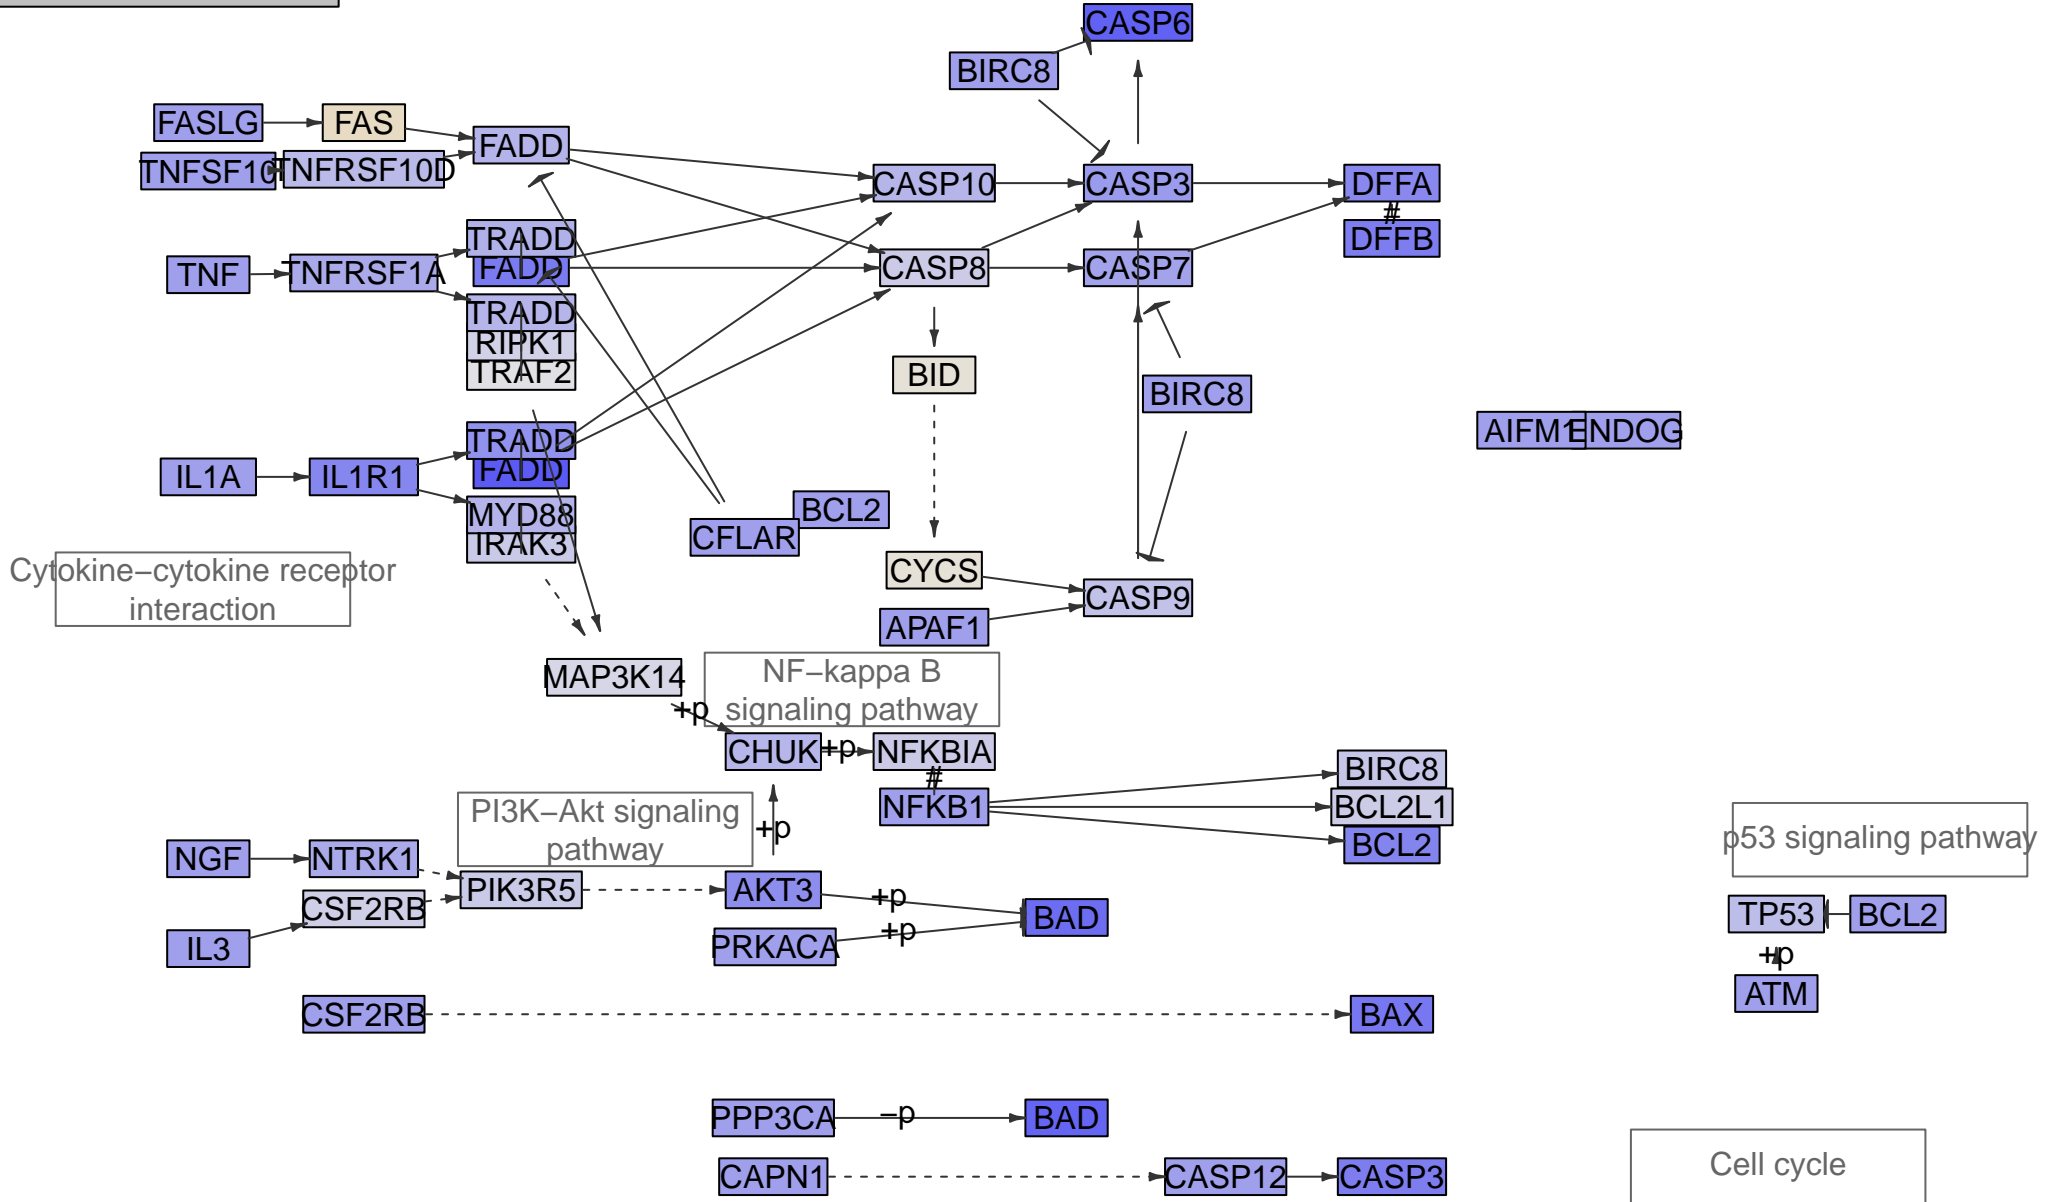 CASP6
BIRC8
FASLG
FAS
FADD
TNFSF10
TNFRSF10D
CASP10
CASP3
DFFA
#
DFFB
TRADD
FADD
TNF
TNFRSF1A
CASP8
CASP7
TRADD
RIPK1
TRAF2
BID
BIRC8
AIFM1
ENDOG
TRADD
FADD
IL1A
IL1R1
MYD88
IRAK3
BCL2
CFLAR
Cytokine–cytokine receptor
interaction
CYCS
CASP9
APAF1
MAP3K14
NF–kappa B
signaling pathway
+p
CHUK
+p
NFKBIA
#
NFKB1
BIRC8
BCL2L1
BCL2
PI3K–Akt signaling
pathway
+p
p53 signaling pathway
NGF
NTRK1
PIK3R5
AKT3
+p
BAD
CSF2RB
IL3
PRKACA
+p
TP53
BCL2
+p
ATM
CSF2RB
BAX
PPP3CA
–p
BAD
CAPN1
CASP12
CASP3
Cell cycle